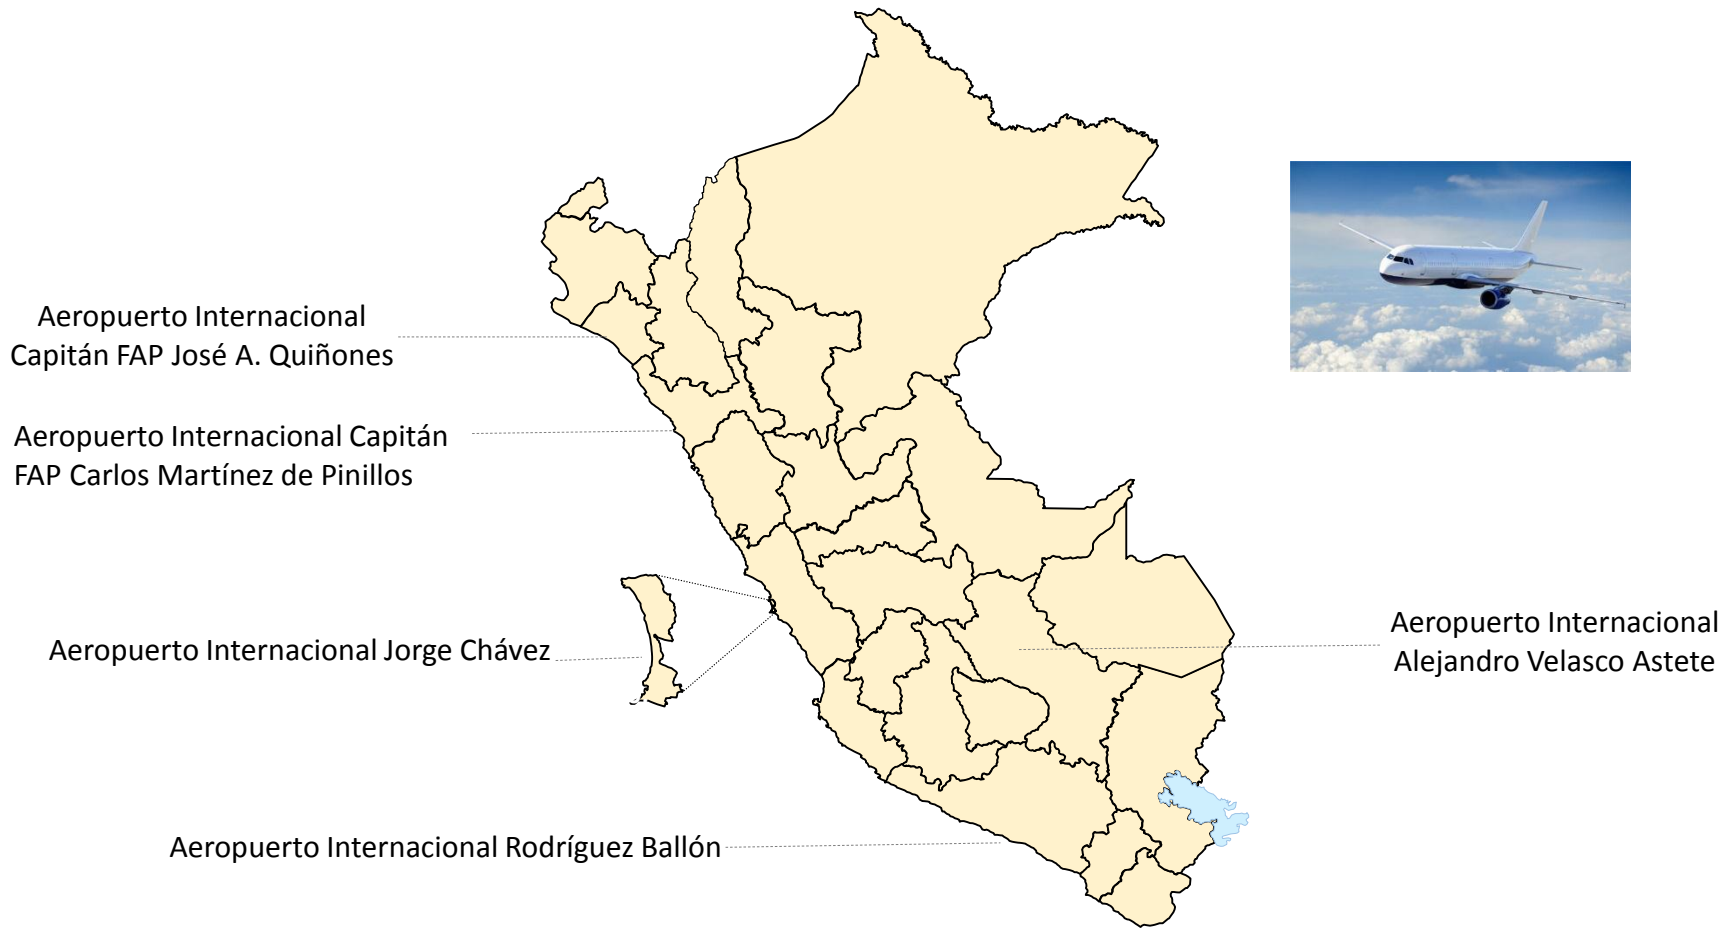 Aeropuerto Internacional
Capitán FAP José A. Quiñones
Aeropuerto Internacional Capitán
FAP Carlos Martínez de Pinillos
Aeropuerto Internacional Jorge Chávez
Aeropuerto Internacional
Alejandro Velasco Astete
Aeropuerto Internacional Rodríguez Ballón